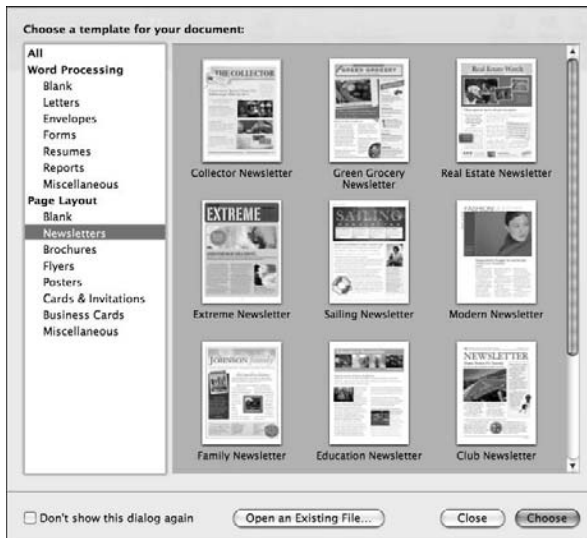 Choose a template for your document:
All
Word Processing
Blank
Letters
Envelopes
Forms
Resumes
Reports
Miscellaneous
Page Layout
Blank
Newsletters
Brochures
Flyers
Posters
Cards & Invitations
Business Cards
Miscellaneous
THE COLLECTOR
GREEN GROCERY
Real Estate Watch
Collector Newsletter
Green Grocery
Newsletter
Real Estate Newsletter
EXTREME
SAILING
FASHION
Extreme Newsletter
Sailing Newsletter
Modern Newsletter
JOHNSON family
NEWSLETTER
Family Newsletter
Education Newsletter
Club Newsletter
Don't show this dialog again
Open an Existing File...
Close
Choose